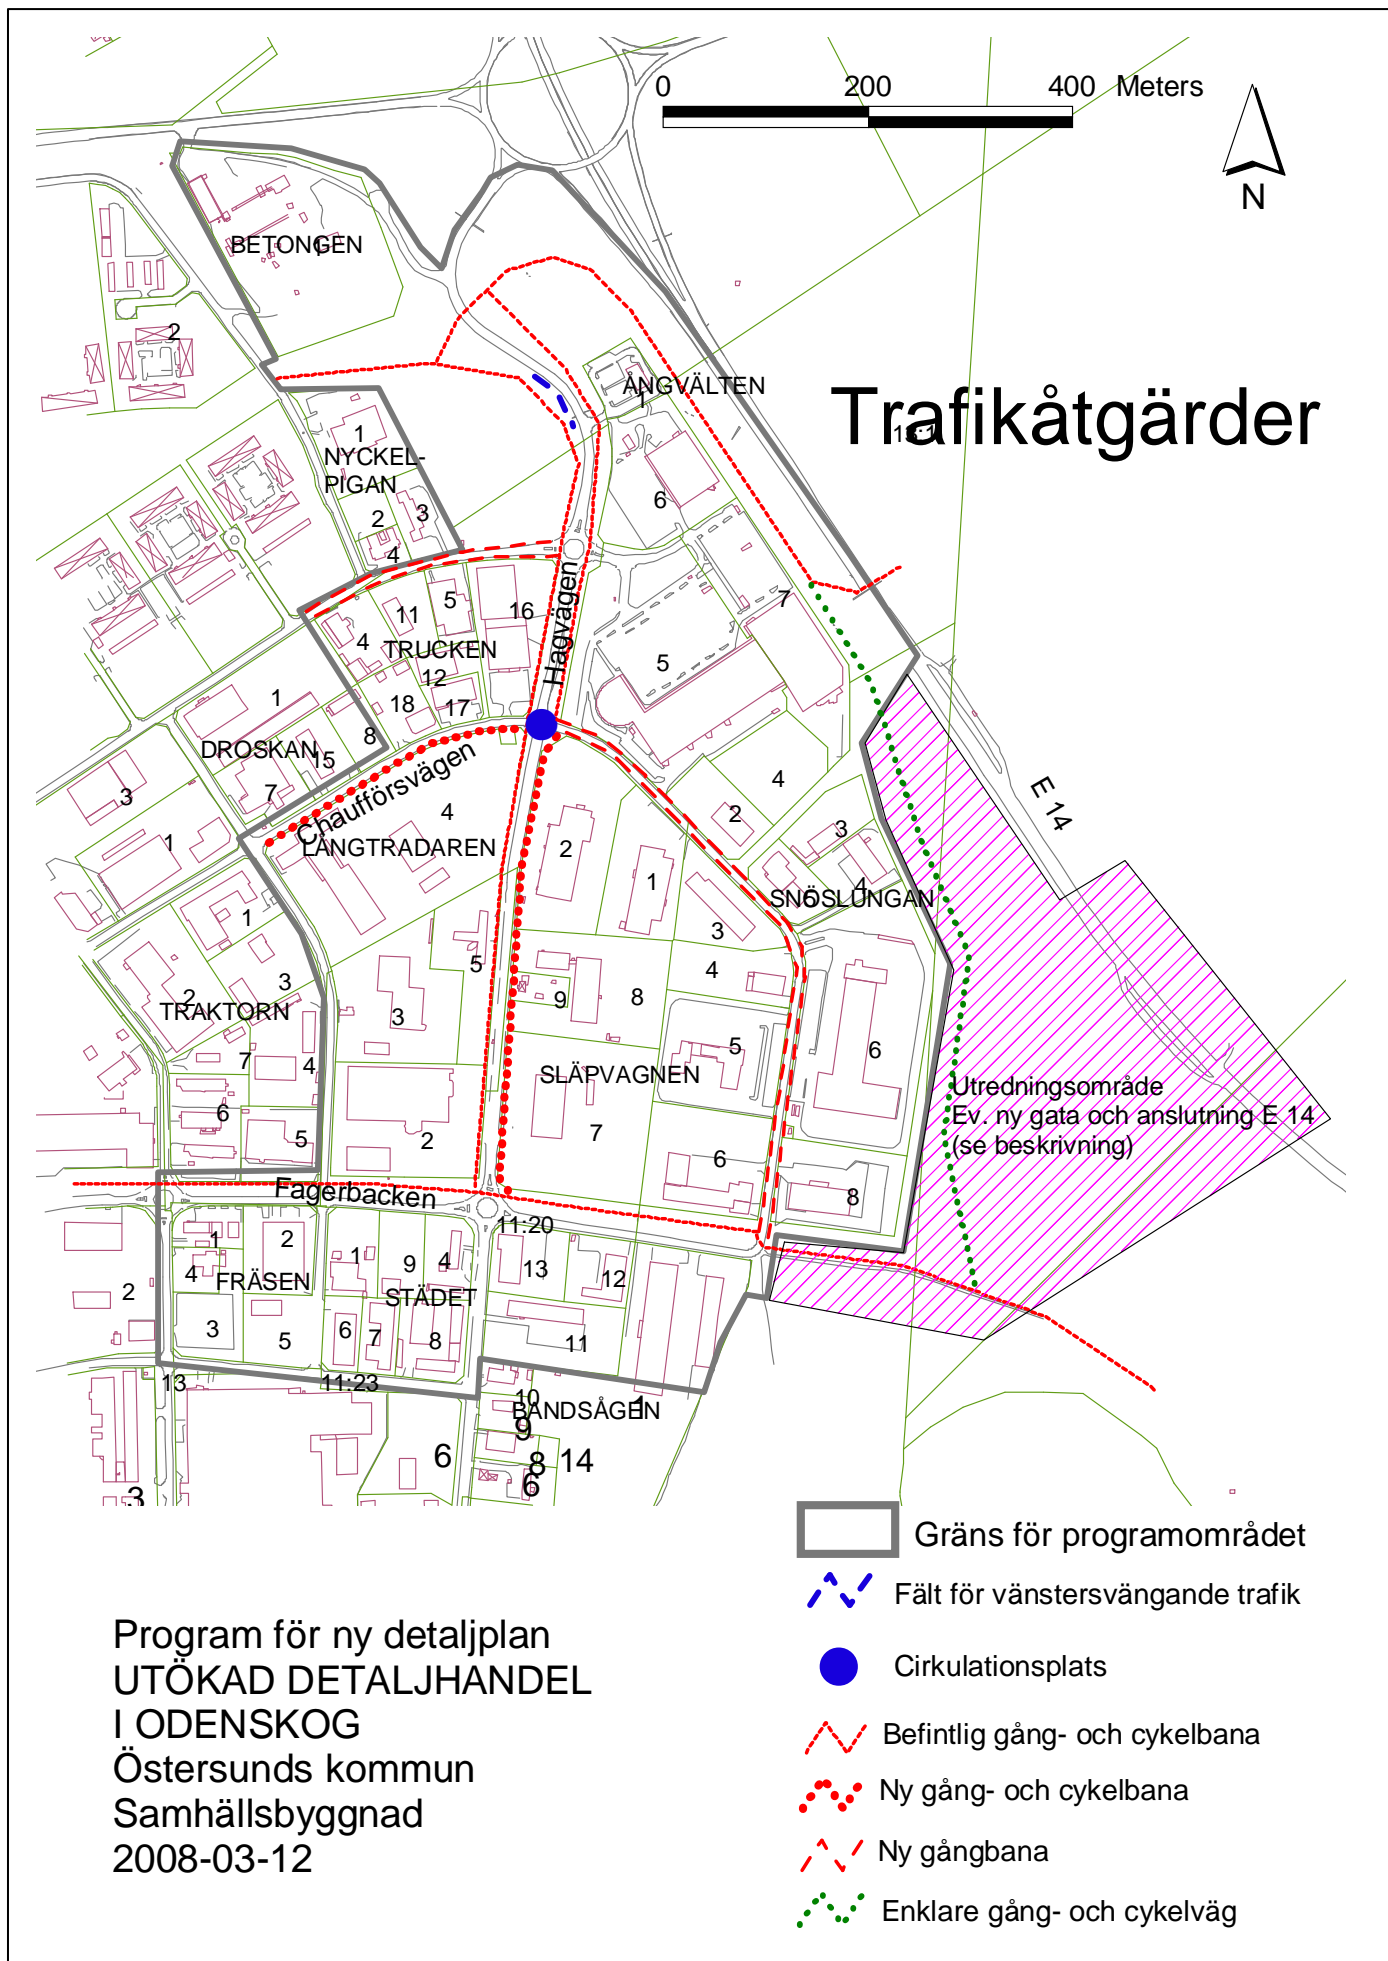 0 200 400 Meters
N
BETONGEN
1
2
ÅNGVÄLTEN
1
Trafikåtgärder
1
NYCKEL-
PIGAN
6
2
3
4
7
5
11
16
4
TRUCKEN
Hagvägen
5
12
18
17
1
8
DROSKAN
15
7
Chaufförsvägen
4
LÅNGTRADAREN
3
1
4
2
3
E 14
2
1
4
SNÖSLUNGAN
1
3
5
4
3
2
TRAKTORN
3
9
8
5
6
7
4
SLÄPVAGNEN
Utredningsområde
Ev. ny gata och anslutning E 14
(se beskrivning)
6
5
2
7
6
8
Fagerbacken
11:20
1
2
1
9
4
13
12
4
FRÄSEN
STÄDET
2
3
5
6
7
8
11
13
11:23
10
BANDSÅGEN
1
9
6
8
14
6
3
Gräns för programområdet
Fält för vänstersvängande trafik
Cirkulationsplats
Befintlig gång- och cykelbana
Ny gång- och cykelbana
Ny gångbana
Enklare gång- och cykelväg
Program för ny detaljplan
UTÖKAD DETALJHANDEL
I ODENSKOG
Östersunds kommun
Samhällsbyggnad
2008-03-12